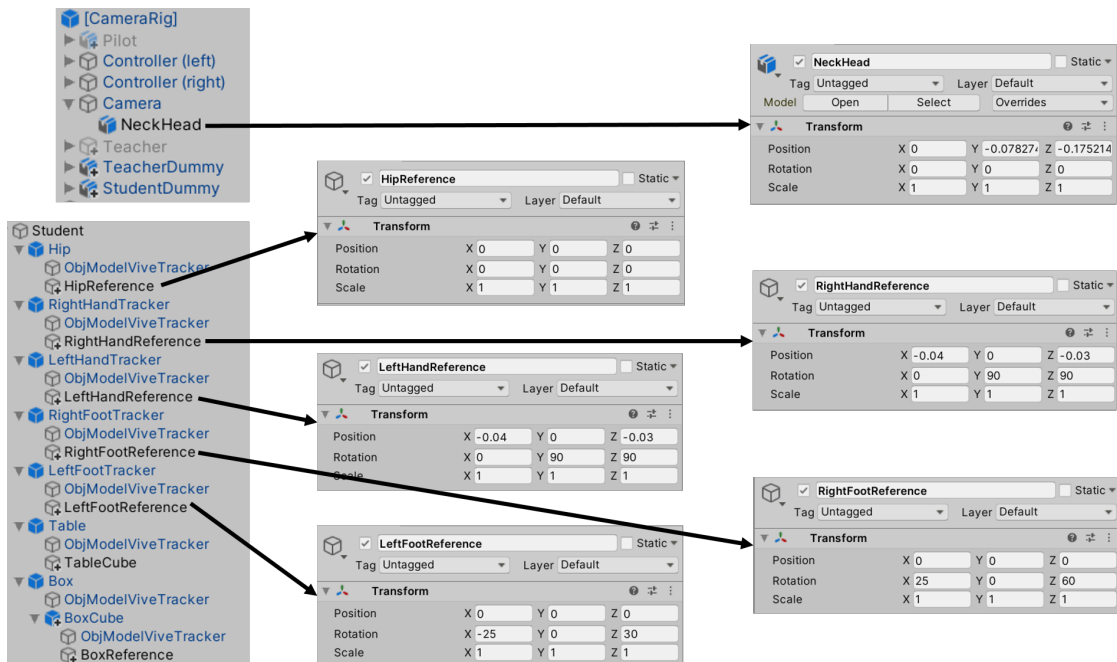 [CameraRig]
Pilot
Controller (left)
Controller (right)
Camera
NeckHead
Teacher
TeacherDummy
StudentDummy
NeckHead Static
Tag Untagged Layer Default
Model Open Select Overrides
Transform
Position X 0 Y -0.07827 Z -0.175214
Rotation X 0 Y 0 Z 0
Scale X 1 Y 1 Z 1
Student
Hip
ObjModelViveTracker
HipReference
RightHandTracker
ObjModelViveTracker
RightHandReference
LeftHandTracker
ObjModelViveTracker
LeftHandReference
RightFootTracker
ObjModelViveTracker
RightFootReference
LeftFootTracker
ObjModelViveTracker
LeftFootReference
Table
ObjModelViveTracker
TableCube
Box
ObjModelViveTracker
BoxCube
ObjModelViveTracker
BoxReference
HipReference Static
Tag Untagged Layer Default
Transform
Position X 0 Y 0 Z 0
Rotation X 0 Y 0 Z 0
Scale X 1 Y 1 Z 1
RightHandReference Static
Tag Untagged Layer Default
Transform
Position X -0.04 Y 0 Z -0.03
Rotation X 0 Y 90 Z 90
Scale X 1 Y 1 Z 1
LeftHandReference Static
Tag Untagged Layer Default
Transform
Position X -0.04 Y 0 Z -0.03
Rotation X 0 Y 90 Z 90
Scale X 1 Y 1 Z 1
RightFootReference Static
Tag Untagged Layer Default
Transform
Position X 0 Y 0 Z 0
Rotation X 25 Y 0 Z 60
Scale X 1 Y 1 Z 1
LeftFootReference Static
Tag Untagged Layer Default
Transform
Position X 0 Y 0 Z 0
Rotation X -25 Y 0 Z 30
Scale X 1 Y 1 Z 1